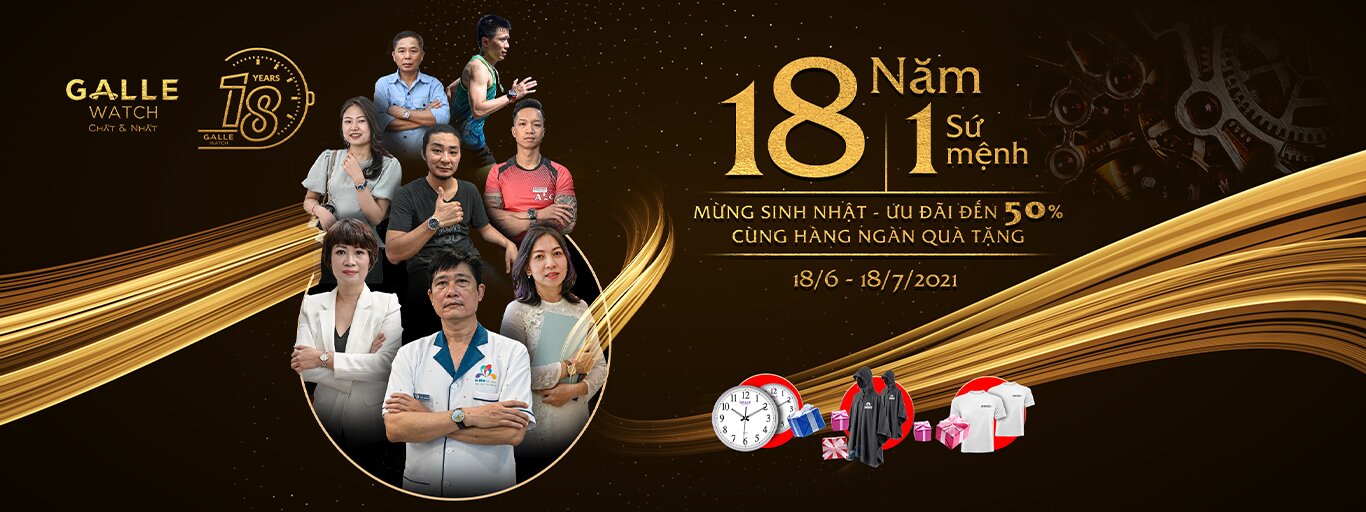 GALLE
WATCH
CHẤT & NHẤT
18
YEARS
GALLE
WATCH
18 Năm
1 Sứ
mệnh
MỪNG SINH NHẬT - ƯU ĐÃI ĐẾN 50%
CÙNG HÀNG NGÀN QUÀ TẶNG
18/6 - 18/7/2021